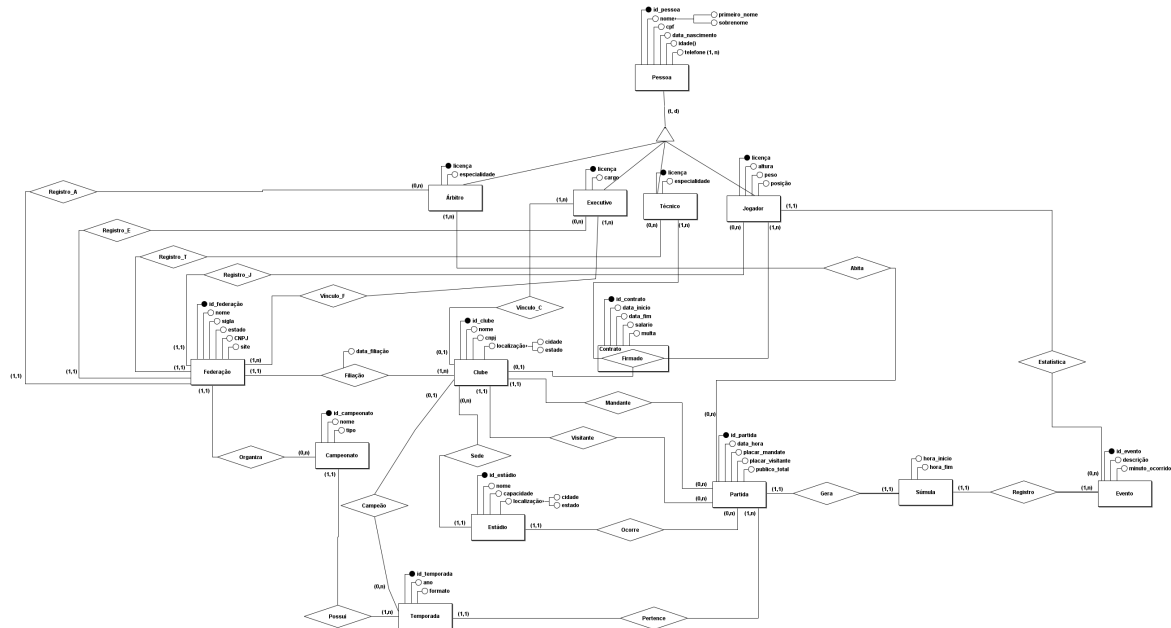 id_pessoa
nome
primeiro_nome
sobrenome
cpf
data_nascimento
idade()
telefone (1, n)
Pessoa
(t, d)
licença
especialidade
Árbitro
(0,n)
(1,n)
Registro_A
licença
cargo
Executivo
(1,n)
(0,n)
(1,n)
licença
especialidade
Técnico
(0,n)
(1,n)
licença
altura
peso
posição
Jogador
(1,1)
(0,n)
(1,n)
Registro_E
Registro_T
Registro_J
Abita
Vínculo_F
Vínculo_C
id_federação
nome
sigla
estado
CNPJ
site
Federação
(1,1)
(1,1)
(1,1)
(1,1)
(1,n)
(1,1)
(1,1)
data_filiação
Filiação
(1,n)
id_clube
nome
cnpj
localização
cidade
estado
Clube
(0,1)
(0,1)
(1,1)
(1,1)
(0,n)
(0,1)
id_contrato
data_inicio
data_fim
salario
multa
Contrato
Firmado
Estatística
Mandante
Visitante
(0,n)
id_campeonato
nome
tipo
Campeonato
Organiza
(0,n)
(1,1)
Sede
id_estádio
nome
capacidade
localização
cidade
estado
Estádio
(1,1)
(1,1)
Campeão
Ocorre
id_partida
data_hora
placar_mandate
placar_visitante
publico_total
Partida
(0,n)
(0,n)
(1,1)
(0,n)
(1,n)
Gera
(1,1)
hora_inicio
hora_fim
Súmula
(1,1)
Registro
(1,n)
(0,n)
id_evento
descrição
minuto_ecorrido
Evento
(0,n)
id_temporada
ano
formato
Temporada
Possui
(1,n)
(1,1)
Pertence